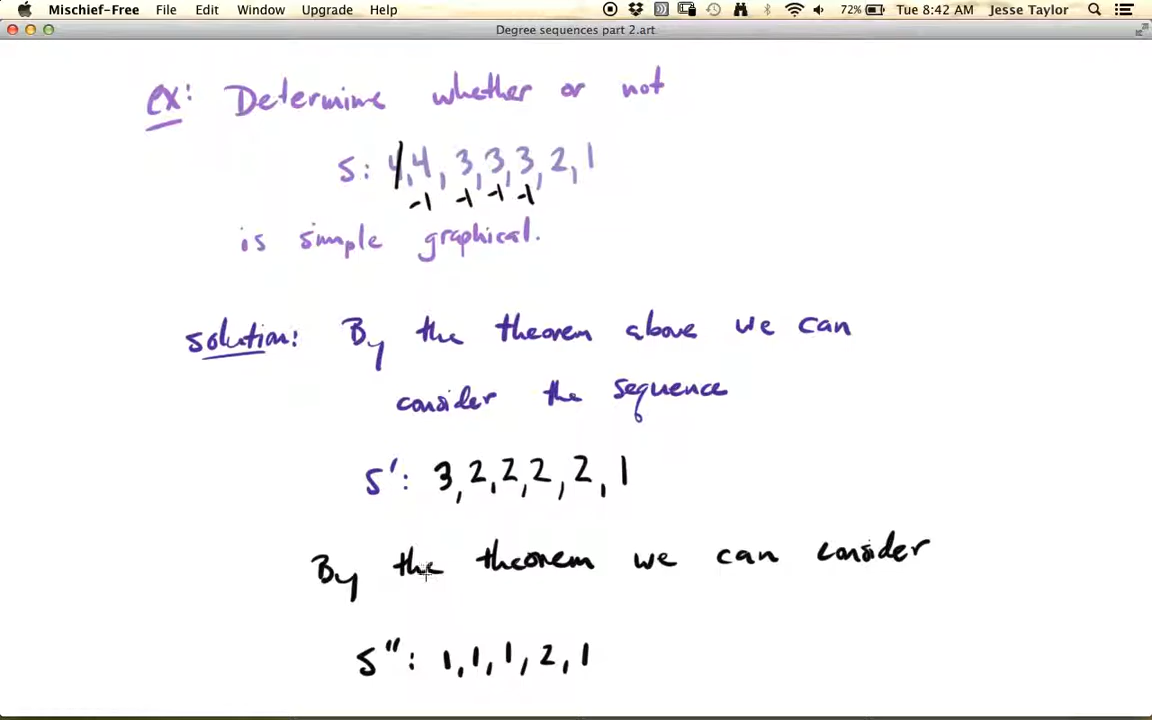 Mischief-Free File Edit View Window Upgrade Help 72% Tue 8:42 AM Jesse Taylor
Degree sequences part 2.art
ex: Determine whether or not
S: 4, 4, 3, 3, 3, 2, 1
-1 -1 -1 -1
is simple graphical.
solution: By the theorem above we can
consider the sequence
S': 3, 2, 2, 2, 2, 1
By the theorem we can consider
S'': 1, 1, 1, 2, 1